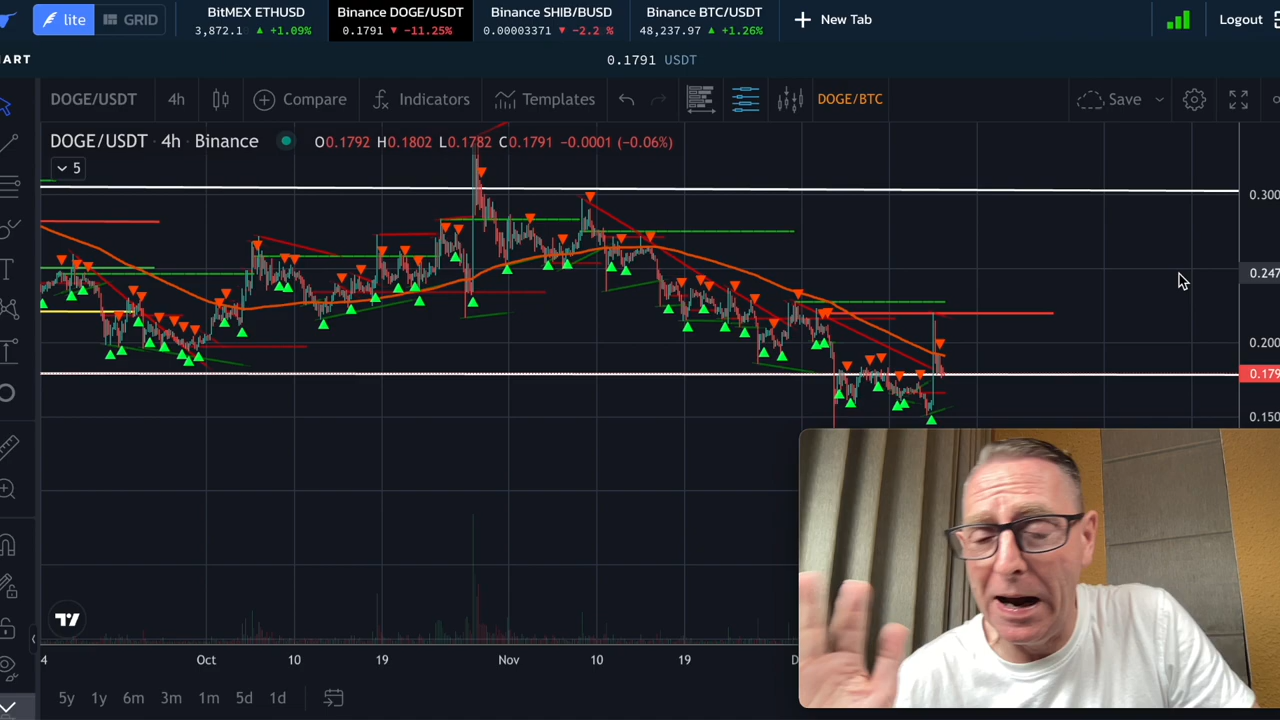 lite
GRID
BitMEX ETHUSD
3,872.1 ▲ +1.09%
Binance DOGE/USDT
0.1791 ▼ -11.25%
Binance SHIB/BUSD
0.00003371 ▼ -2.2 %
Binance BTC/USDT
48,237.97 ▲ +1.26%
+ New Tab
Logout
ART
0.1791 USDT
DOGE/USDT
4h
Compare
Indicators
Templates
DOGE/BTC
Save
DOGE/USDT · 4h · Binance
O0.1792 H0.1802 L0.1782 C0.1791 -0.0001 (-0.06%)
5
0.300
0.247
0.200
0.179
0.150
4
Oct
10
19
Nov
10
19
D
5y
1y
6m
3m
1m
5d
1d